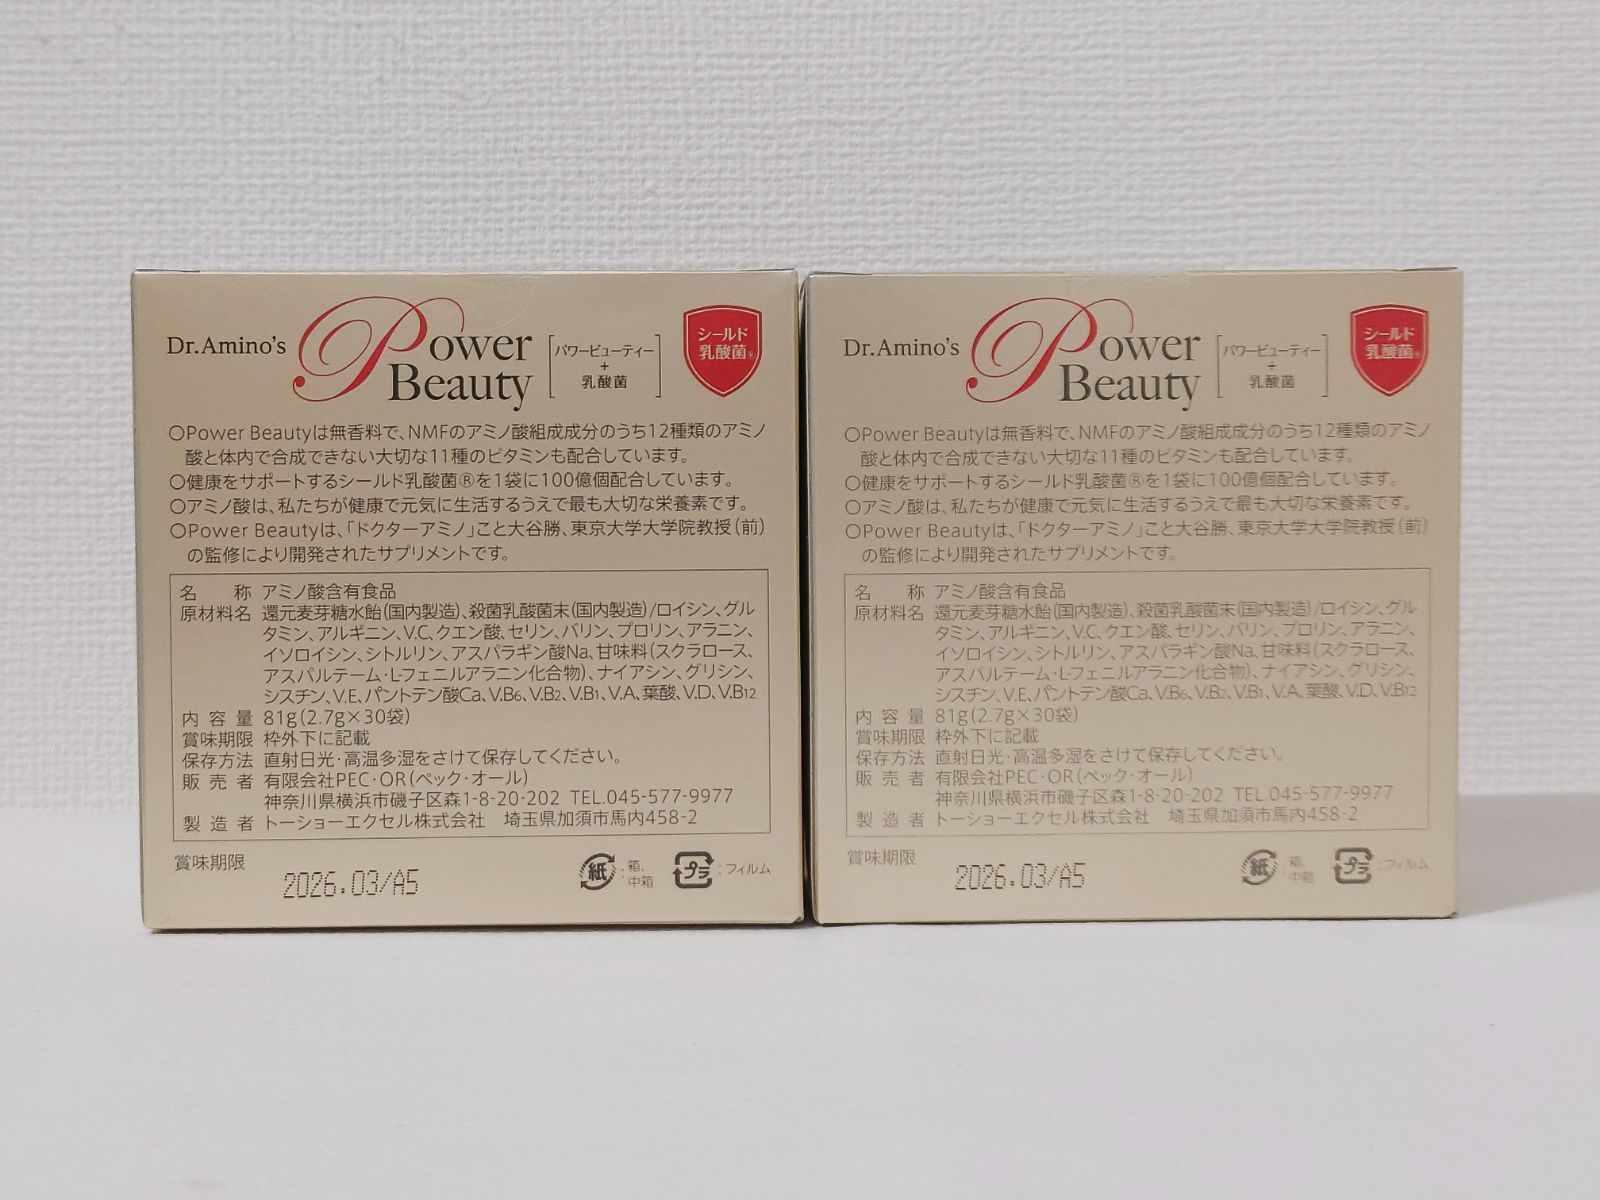 Dr.Amino's
Power
Beauty
パワービューティー
+
乳酸菌
シールド
乳酸菌®
○Power Beautyは無香料で、NMFのアミノ酸組成成分のうち12種類のアミノ
酸と体内で合成できない大切な11種のビタミンも配合しています。
○健康をサポートするシールド乳酸菌®を1袋に100億個配合しています。
○アミノ酸は、私たちが健康で元気に生活するうえで最も大切な栄養素です。
○Power Beautyは、「ドクターアミノ」こと大谷勝、東京大学大学院教授(前)
の監修により開発されたサプリメントです。
名 称 アミノ酸含有食品
原材料名 還元麦芽糖水飴(国内製造)、殺菌乳酸菌末(国内製造)/ロイシン、グル
タミン、アルギニン、V.C、クエン酸、セリン、バリン、プロリン、アラニン、
イソロイシン、シトルリン、アスパラギン酸Na、甘味料(スクラロース、
アスパルテーム・L-フェニルアラニン化合物)、ナイアシン、グリシン、
シスチン、V.E、パントテン酸Ca、V.B6、V.B2、V.B1、V.A、葉酸、V.D、V.B12
内容量 81g(2.7g×30袋)
賞味期限 枠外下に記載
保存方法 直射日光・高温多湿をさけて保存してください。
販売者 有限会社PEC・OR(ペック・オール)
神奈川県横浜市磯子区森1-8-20-202 TEL.045-577-9977
製造者 トーショーエクセル株式会社 埼玉県加須市馬内458-2
賞味期限
2026.03/A5
紙
:箱、
中箱
プラ
:フィルム
Dr.Amino's
Power
Beauty
パワービューティー
+
乳酸菌
シールド
乳酸菌®
○Power Beautyは無香料で、NMFのアミノ酸組成成分のうち12種類のアミノ
酸と体内で合成できない大切な11種のビタミンも配合しています。
○健康をサポートするシールド乳酸菌®を1袋に100億個配合しています。
○アミノ酸は、私たちが健康で元気に生活するうえで最も大切な栄養素です。
○Power Beautyは、「ドクターアミノ」こと大谷勝、東京大学大学院教授(前)
の監修により開発されたサプリメントです。
名 称 アミノ酸含有食品
原材料名 還元麦芽糖水飴(国内製造)、殺菌乳酸菌末(国内製造)/ロイシン、グル
タミン、アルギニン、V.C、クエン酸、セリン、バリン、プロリン、アラニン、
イソロイシン、シトルリン、アスパラギン酸Na、甘味料(スクラロース、
アスパルテーム・L-フェニルアラニン化合物)、ナイアシン、グリシン、
シスチン、V.E、パントテン酸Ca、V.B6、V.B2、V.B1、V.A、葉酸、V.D、V.B12
内容量 81g(2.7g×30袋)
賞味期限 枠外下に記載
保存方法 直射日光・高温多湿をさけて保存してください。
販売者 有限会社PEC・OR(ペック・オール)
神奈川県横浜市磯子区森1-8-20-202 TEL.045-577-9977
製造者 トーショーエクセル株式会社 埼玉県加須市馬内458-2
賞味期限
2026.03/A5
紙
:箱、
中箱
プラ
:フィルム